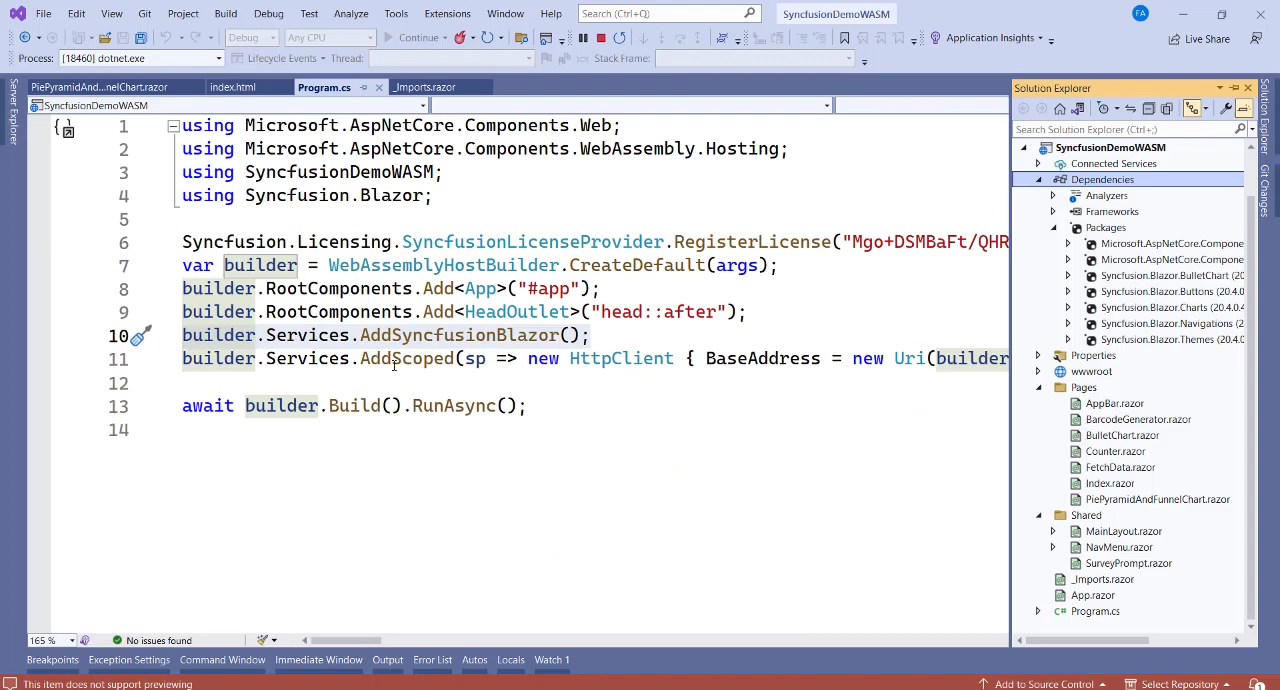 File Edit View Git Project Build Debug Test Analyze Tools Extensions Window Help Search (Ctrl+Q) SyncfusionDemoWASM FA
Debug Any CPU Continue Application Insights Live Share
Process: [18460] dotnet.exe Lifecycle Events Thread: Stack Frame:
PiePyramidAnd...nelChart.razor index.html Program.cs _Imports.razor
SyncfusionDemoWASM
Server Explorer
1 using Microsoft.AspNetCore.Components.Web;
2 using Microsoft.AspNetCore.Components.WebAssembly.Hosting;
3 using SyncfusionDemoWASM;
4 using Syncfusion.Blazor;
5
6 Syncfusion.Licensing.SyncfusionLicenseProvider.RegisterLicense("Mgo+DSMBaFt/QHR
7 var builder = WebAssemblyHostBuilder.CreateDefault(args);
8 builder.RootComponents.Add<App>("#app");
9 builder.RootComponents.Add<HeadOutlet>("head::after");
10 builder.Services.AddSyncfusionBlazor();
11 builder.Services.AddScoped(sp => new HttpClient { BaseAddress = new Uri(builder
12
13 await builder.Build().RunAsync();
14
165 % No issues found
Solution Explorer
Search Solution Explorer (Ctrl+;)
SyncfusionDemoWASM
Connected Services
Dependencies
Analyzers
Frameworks
Packages
Microsoft.AspNetCore.Compone
Microsoft.AspNetCore.Compone
Syncfusion.Blazor.BulletChart (20
Syncfusion.Blazor.Buttons (20.4.0
Syncfusion.Blazor.Charts (20.4.0.4
Syncfusion.Blazor.Navigations (2
Syncfusion.Blazor.Themes (20.4.0
Properties
wwwroot
Pages
AppBar.razor
BarcodeGenerator.razor
BulletChart.razor
Counter.razor
FetchData.razor
Index.razor
PiePyramidAndFunnelChart.razor
Shared
MainLayout.razor
NavMenu.razor
SurveyPrompt.razor
_Imports.razor
App.razor
C# Program.cs
Solution Explorer
Git Changes
Breakpoints Exception Settings Command Window Immediate Window Output Error List Autos Locals Watch 1
This item does not support previewing Add to Source Control Select Repository 1